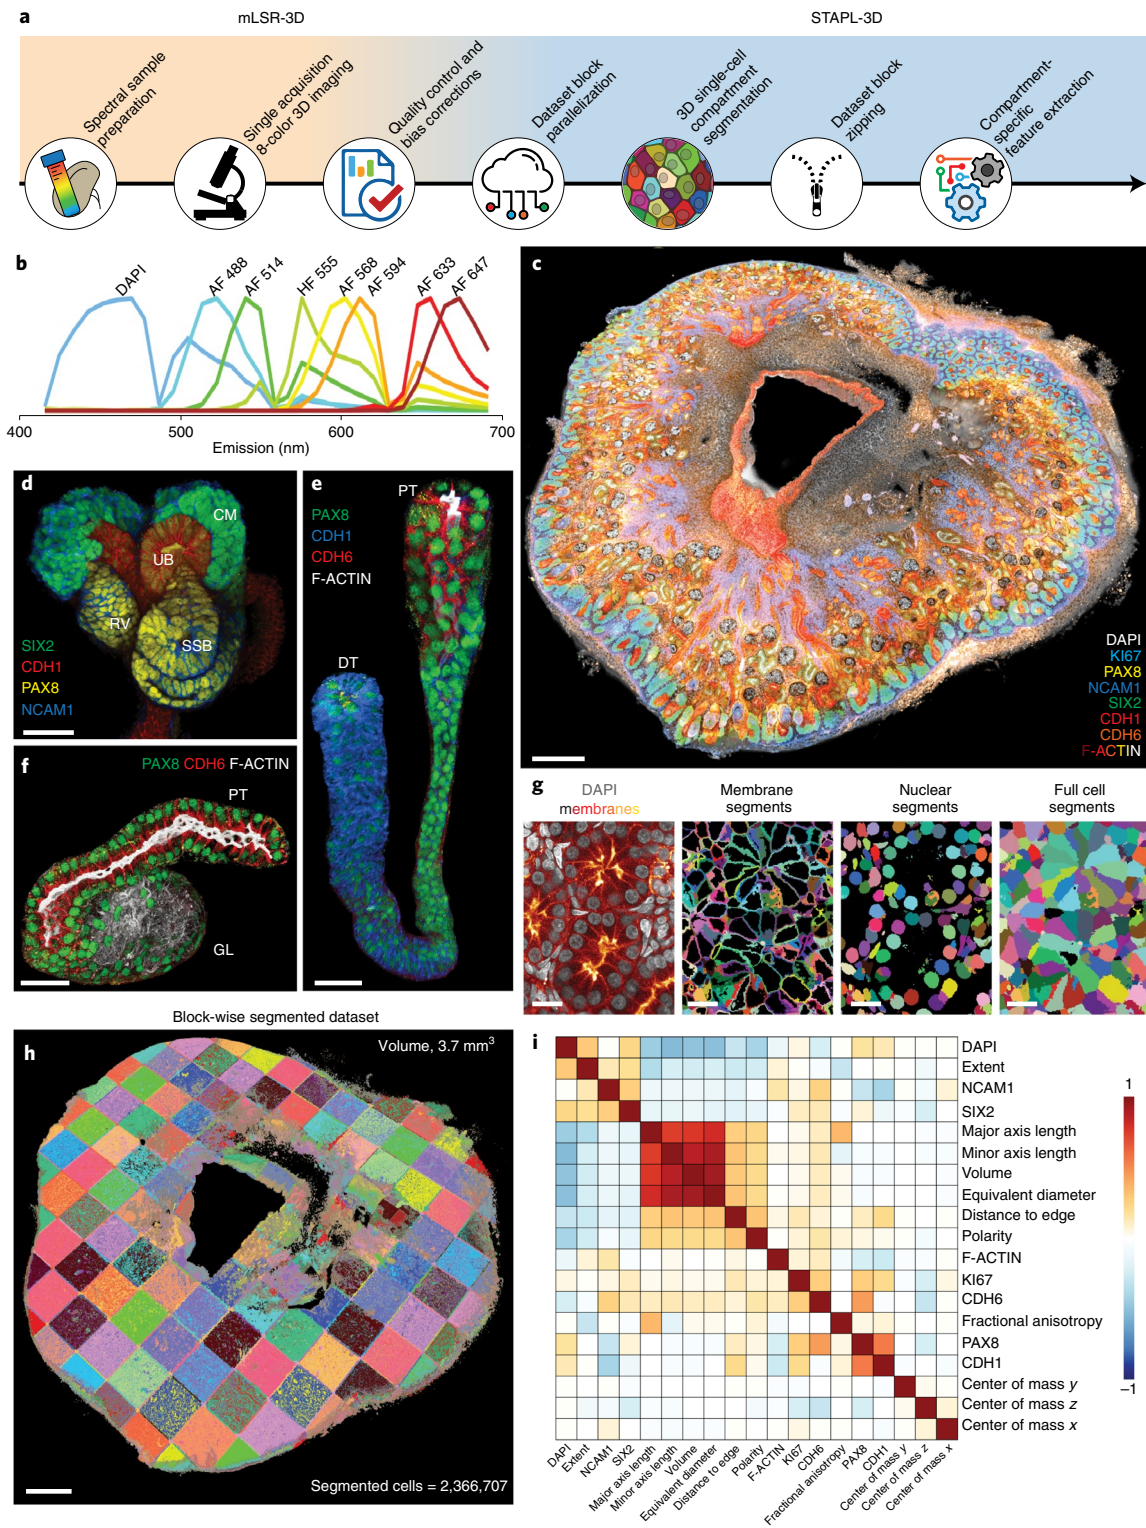 a
mLSR-3D
STAPL-3D
Spectral sample
preparation
Single acquisition
8-color 3D imaging
Quality control and
bias corrections
Dataset block
parallelization
3D single-cell
compartment
segmentation
Dataset block
zipping
Compartment-
specific
feature extraction
b
DAPI
AF 488
AF 514
HF 555
AF 568
AF 594
AF 633
AF 647
400
500
600
700
Emission (nm)
c
DAPI
KI67
PAX8
NCAM1
SIX2
CDH1
CDH6
F-ACTIN
d
CM
UB
RV
SSB
SIX2
CDH1
PAX8
NCAM1
e
PT
PAX8
CDH1
CDH6
F-ACTIN
DT
f
PAX8 CDH6 F-ACTIN
PT
GL
g
DAPI
membranes
Membrane
segments
Nuclear
segments
Full cell
segments
Block-wise segmented dataset
h
Volume, 3.7 mm³
Segmented cells = 2,366,707
i
DAPI
Extent
NCAM1
SIX2
Major axis length
Minor axis length
Volume
Equivalent diameter
Distance to edge
Polarity
F-ACTIN
KI67
CDH6
Fractional anisotropy
PAX8
CDH1
Center of mass y
Center of mass z
Center of mass x
1
−1
DAPI
Extent
NCAM1
SIX2
Major axis length
Minor axis length
Volume
Equivalent diameter
Distance to edge
Polarity
F-ACTIN
KI67
CDH6
Fractional anisotropy
PAX8
CDH1
Center of mass y
Center of mass z
Center of mass x